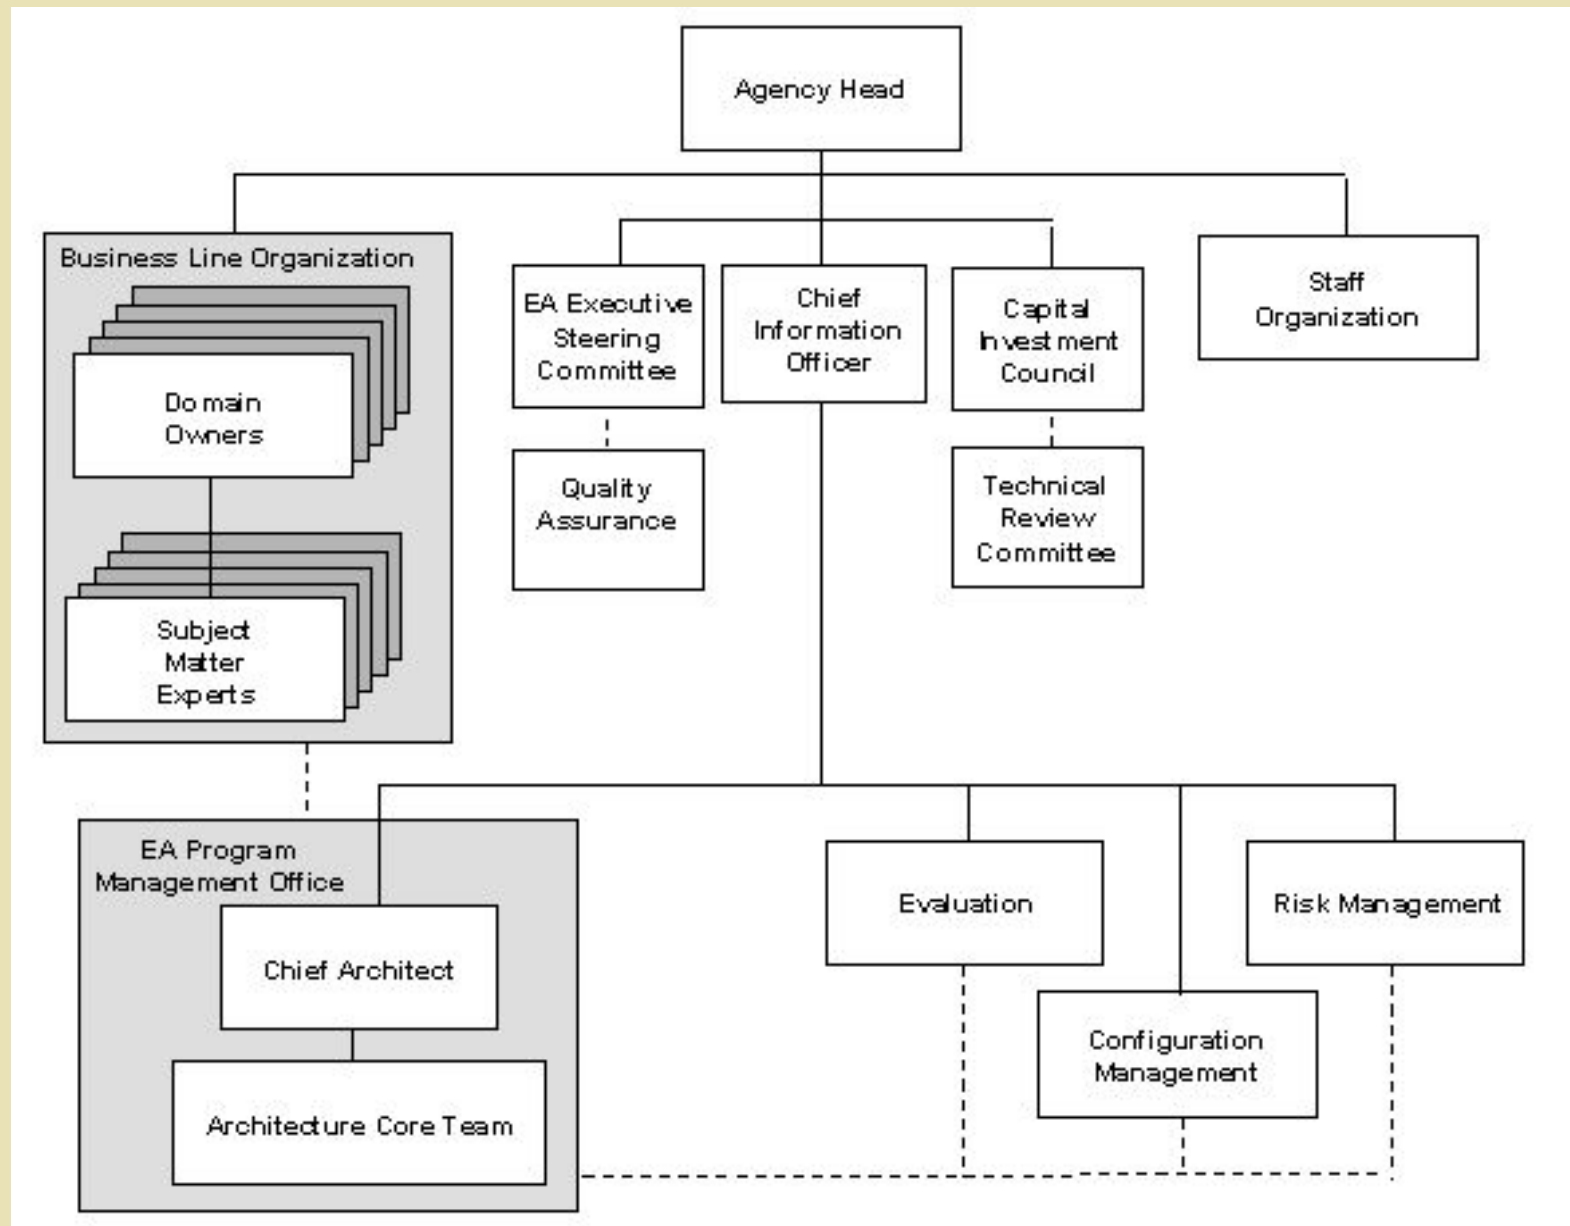 Agency Head
Business Line Organization
Domain
Owners
Subject
Matter
Experts
EA Executive
Steering
Committee
Quality
Assurance
Chief
Information
Officer
Capital
Investment
Council
Technical
Review
Committee
Staff
Organization
EA Program
Management Office
Chief Architect
Architecture Core Team
Evaluation
Configuration
Management
Risk Management